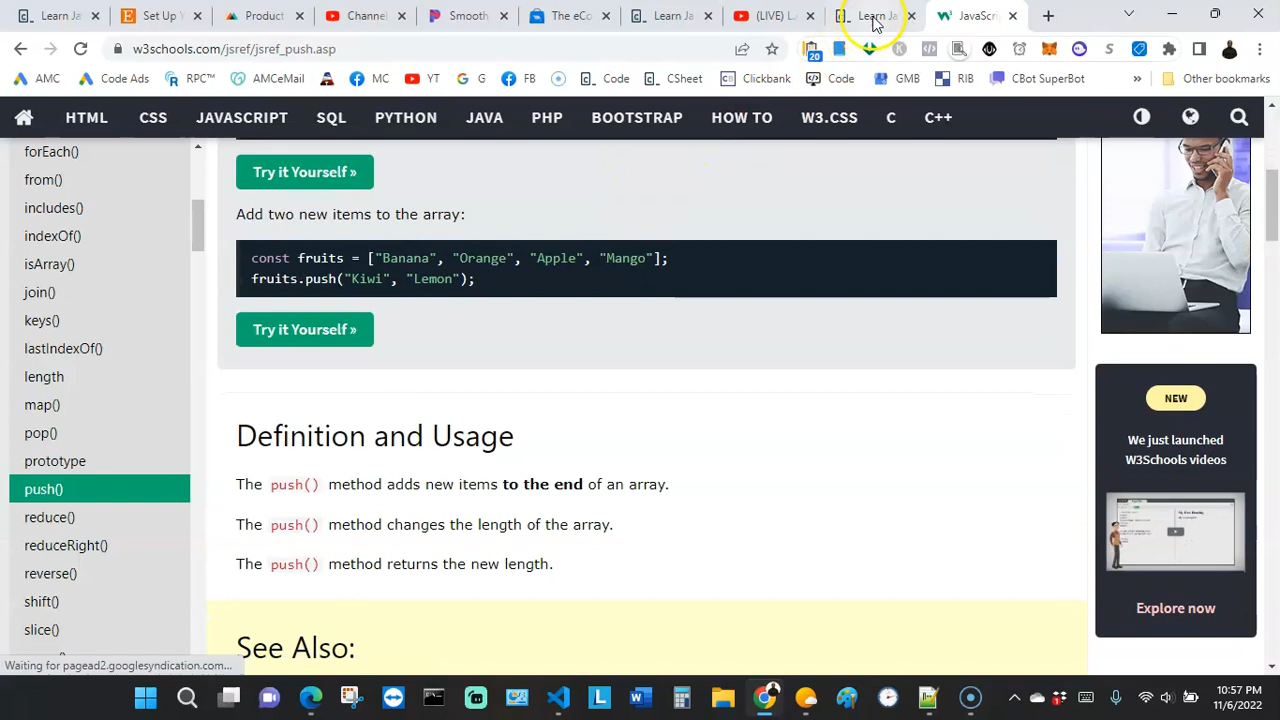 Learn Ja
Set Up Y
Product
Channel
Smooth
The eCo
Learn Ja
(LIVE) L
Learn Ja
JavaScri
w3schools.com/jsref/jsref_push.asp
20
AMC
Code Ads
RPC™
AMCeMail
MC
YT
G
FB
Code
CSheet
Clickbank
Code
GMB
RIB
CBot SuperBot
»
Other bookmarks
HTML
CSS
JAVASCRIPT
SQL
PYTHON
JAVA
PHP
BOOTSTRAP
HOW TO
W3.CSS
C
C++
forEach()
from()
includes()
indexOf()
isArray()
join()
keys()
lastIndexOf()
length
map()
pop()
prototype
push()
reduce()
reduceRight()
reverse()
shift()
slice()
Try it Yourself »
Add two new items to the array:
const fruits = ["Banana", "Orange", "Apple", "Mango"];
fruits.push("Kiwi", "Lemon");
Try it Yourself »
Definition and Usage
The push() method adds new items to the end of an array.
The push() method changes the length of the array.
The push() method returns the new length.
See Also:
NEW
We just launched
W3Schools videos
Explore now
Waiting for pagead2.googlesyndication.com...
10:57 PM
11/6/2022